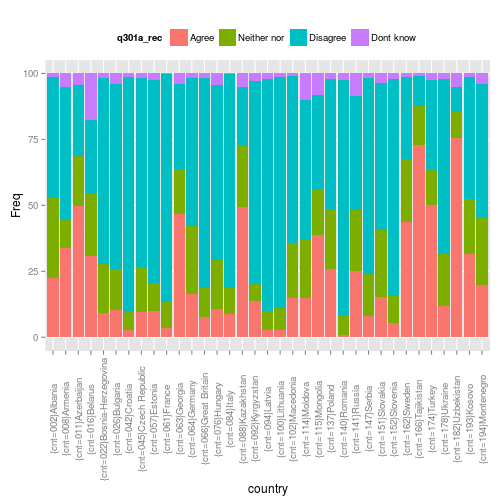 q301a_rec Agree Neither nor Disagree Dont know
100
75
50
25
0
Freq
{cnt=002}Albania
{cnt=008}Armenia
{cnt=011}Azerbaijan
{cnt=016}Belarus
{cnt=022}Bosnia-Herzegovina
{cnt=026}Bulgaria
{cnt=042}Croatia
{cnt=045}Czech Republic
{cnt=057}Estonia
{cnt=061}France
{cnt=063}Georgia
{cnt=064}Germany
{cnt=066}Great Britain
{cnt=076}Hungary
{cnt=084}Italy
{cnt=088}Kazakhstan
{cnt=092}Kyrgyzstan
{cnt=094}Latvia
{cnt=100}Lithuania
{cnt=102}Macedonia
{cnt=114}Moldova
{cnt=115}Mongolia
{cnt=137}Poland
{cnt=140}Romania
{cnt=141}Russia
{cnt=147}Serbia
{cnt=151}Slovakia
{cnt=152}Slovenia
{cnt=162}Sweden
{cnt=166}Tajikistan
{cnt=174}Turkey
{cnt=178}Ukraine
{cnt=182}Uzbekistan
{cnt=193}Kosovo
{cnt=194}Montenegro
country